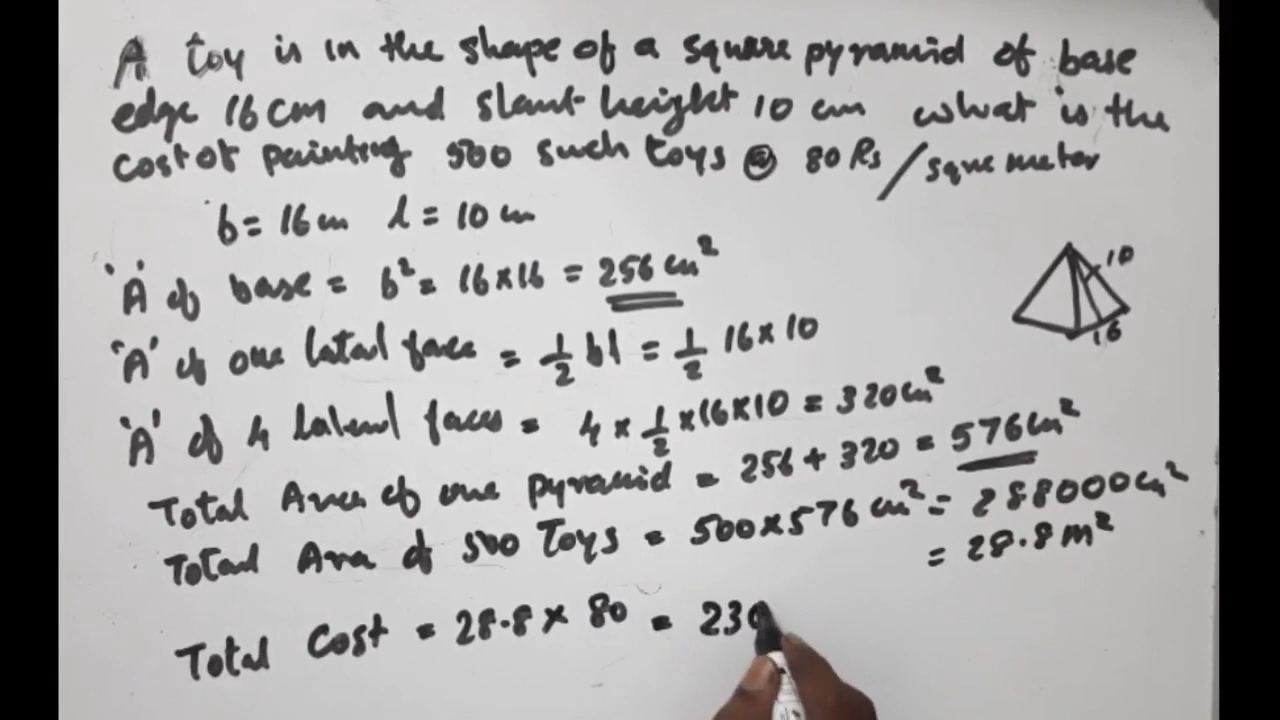 A toy is in the shape of a square pyramid of base
edge 16 cm and slant height 10 cm what is the
cost of painting 500 such toys @ 80 Rs / squre meter
b = 16 cm l = 10 cm
'A' of base = b² = 16×16 = 256 cm²
10
16
'A' of one lateral face = 1/2 bl = 1/2 16×10
'A' of 4 lateral faces = 4 × 1/2 ×16×10 = 320 cm²
Total Area of one pyramid = 256 + 320 = 576 cm²
Total Area of 500 Toys = 500×576 cm² = 288000 cm²
= 28.8 m²
Total Cost = 28.8 × 80 = 230